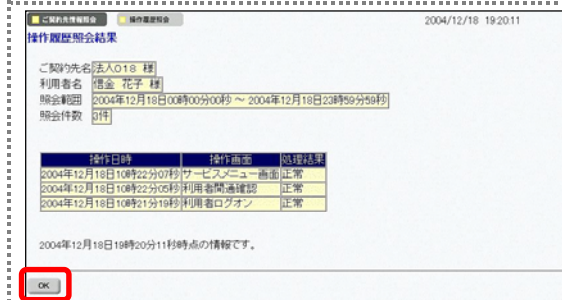 ご契約先情報照会 操作履歴照会 2004/12/18 19:20:11
操作履歴照会結果
ご契約先名 法人018 様
利用者名 信金 花子 様
照会範囲 2004年12月18日00時00分00秒 ～ 2004年12月18日23時59分59秒
照会件数 3件
操作日時 操作画面 処理結果
2004年12月18日10時22分07秒 サービスメニュー画面 正常
2004年12月18日10時22分05秒 利用者開通確認 正常
2004年12月18日10時21分19秒 利用者ログオン 正常
2004年12月18日19時20分11秒時点の情報です。
OK